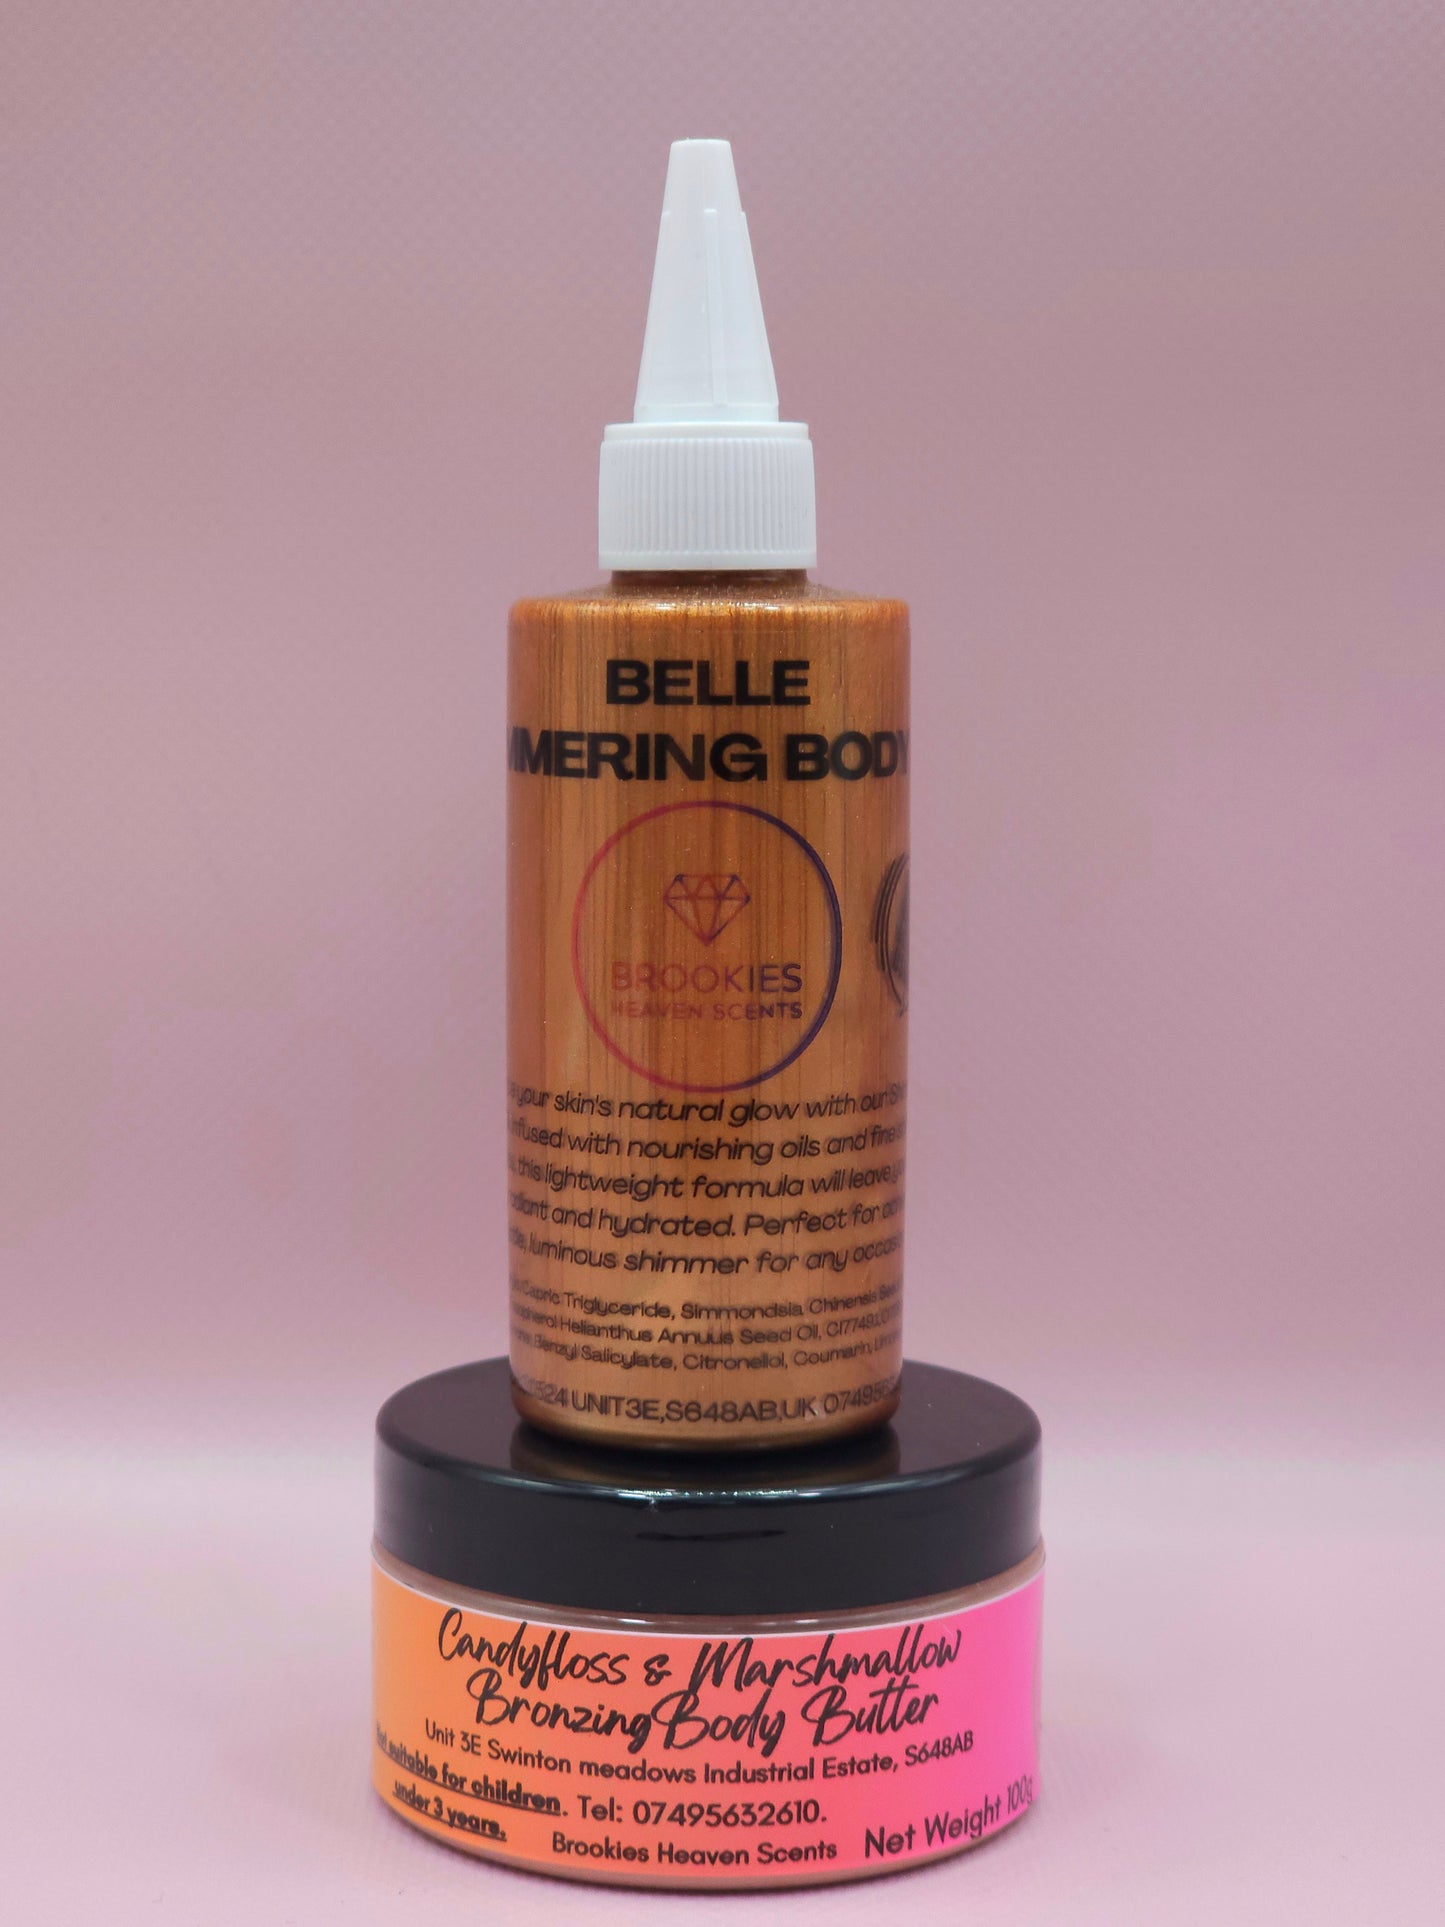 BELLE
MMERING BODY
BROOKIES
HEAVEN SCENTS
your skin's natural glow with our
infused with nourishing oils and fine
this lightweight formula will leave
and hydrated. Perfect for
luminous shimmer for any
Capric Triglyceride, Simmondsia Chinensis
Helianthus Annuus Seed Oil, CI77491,
Benzyl Salicylate, Citronellol, Coumarin,
UNIT3E,S648AB,UK
Candyfloss & Marshmallow
Bronzing Body Butter
Unit 3E Swinton meadows Industrial Estate, S648AB
suitable for children.
under 3 years.
Tel: 07495632610.
Brookies Heaven Scents
Net Weight 100g